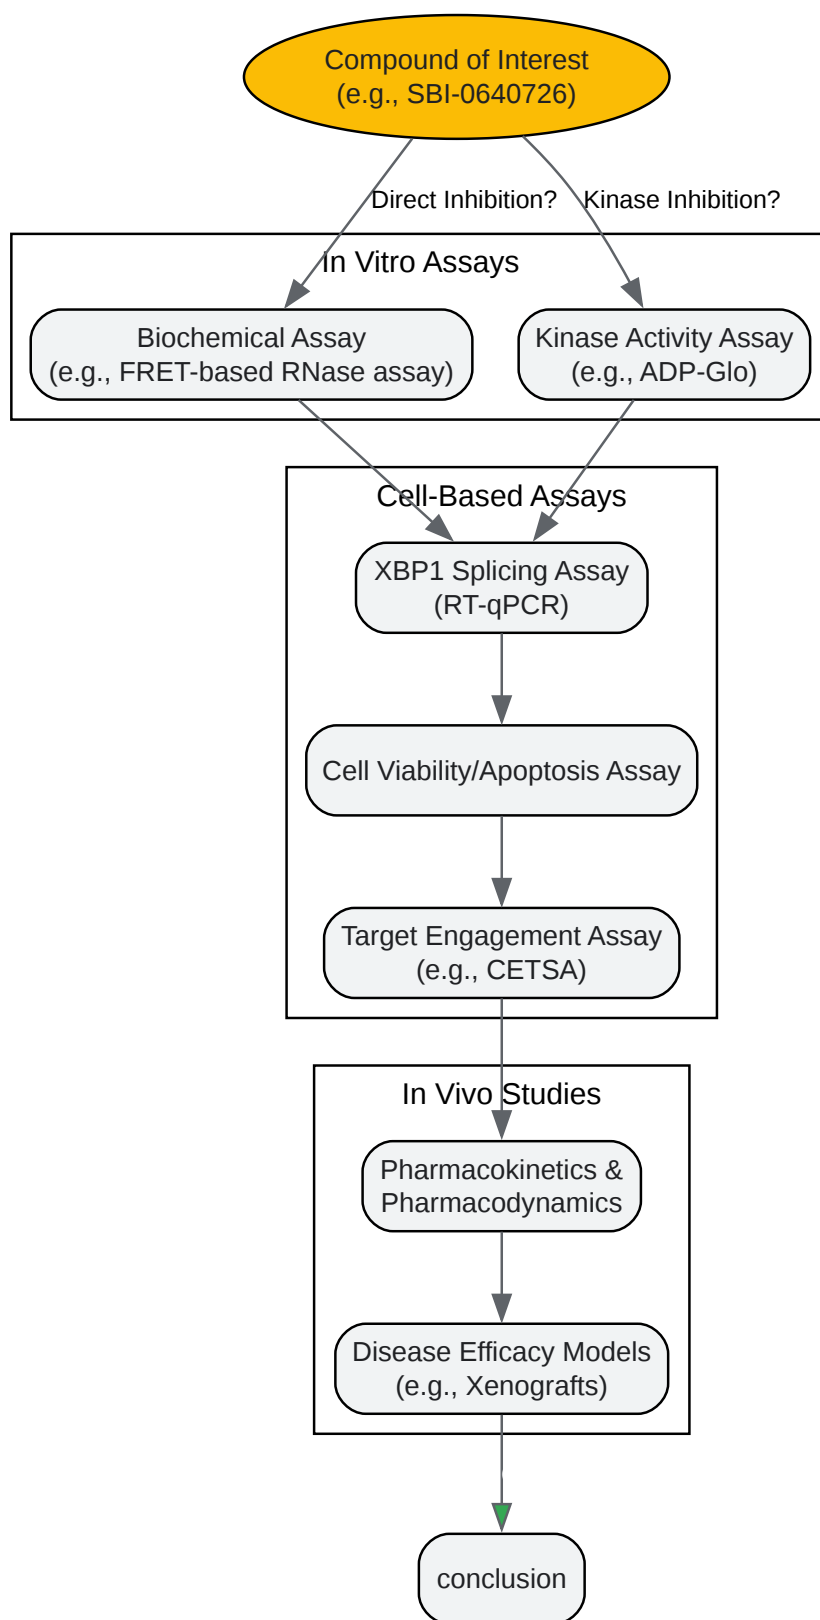 Compound of Interest
(e.g., SBI-0640726)
Direct Inhibition?
Kinase Inhibition?
In Vitro Assays
Biochemical Assay
(e.g., FRET-based RNase assay)
Kinase Activity Assay
(e.g., ADP-Glo)
Cell-Based Assays
XBP1 Splicing Assay
(RT-qPCR)
Cell Viability/Apoptosis Assay
Target Engagement Assay
(e.g., CETSA)
In Vivo Studies
Pharmacokinetics &
Pharmacodynamics
Disease Efficacy Models
(e.g., Xenografts)
conclusion